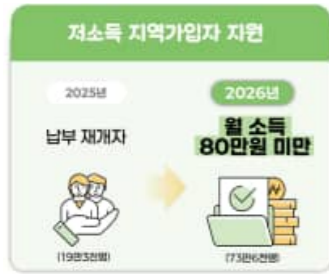 저소득 지역가입자 지원
2025년
2026년
납부 재개자
월 소득
80만원 미만
(19만3천명)
(73만6천명)